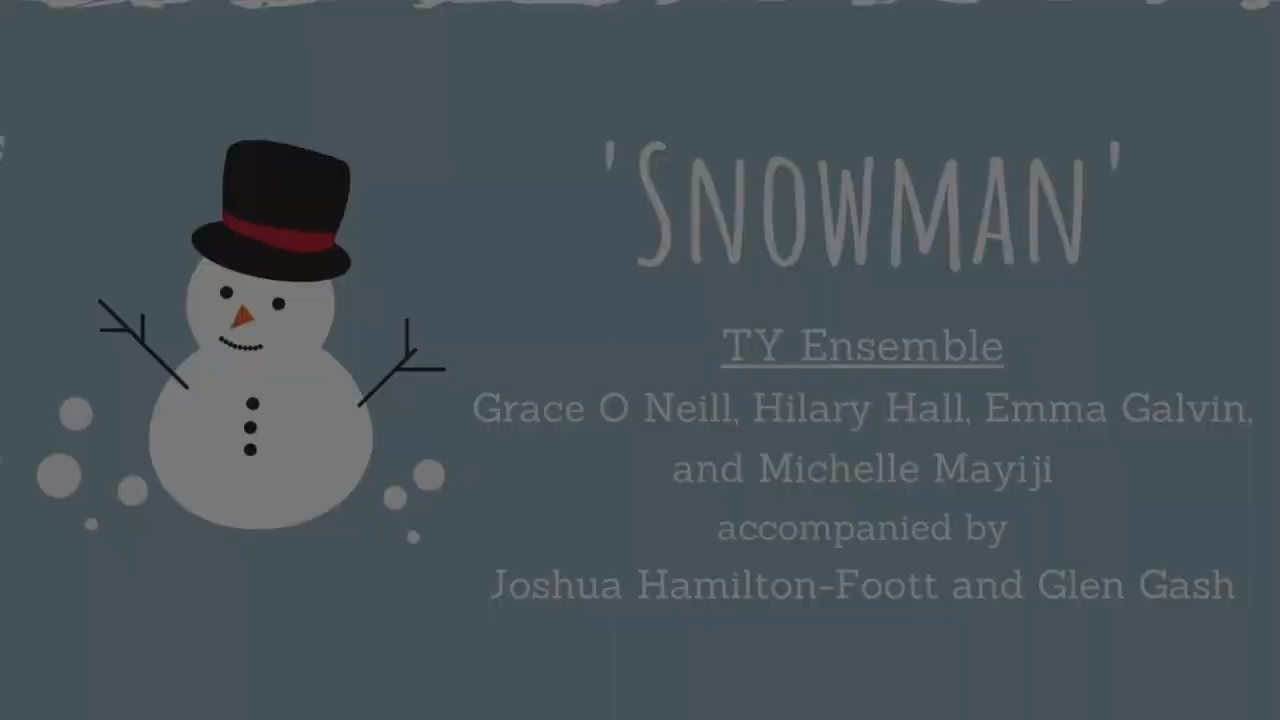 'Snowman'
TY Ensemble
Grace O Neill, Hilary Hall, Emma Galvin,
and Michelle Mayiji
accompanied by
Joshua Hamilton-Foott and Glen Gash